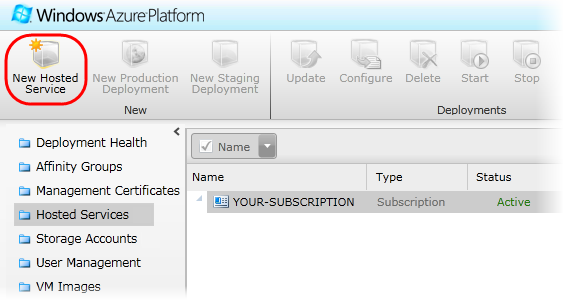 Windows Azure Platform
New Hosted Service
New Production Deployment
New Staging Deployment
Update
Configure
Delete
Start
Stop
New
Deployments
Deployment Health
Affinity Groups
Management Certificates
Hosted Services
Storage Accounts
User Management
VM Images
Name
Name Type Status
YOUR-SUBSCRIPTION Subscription Active